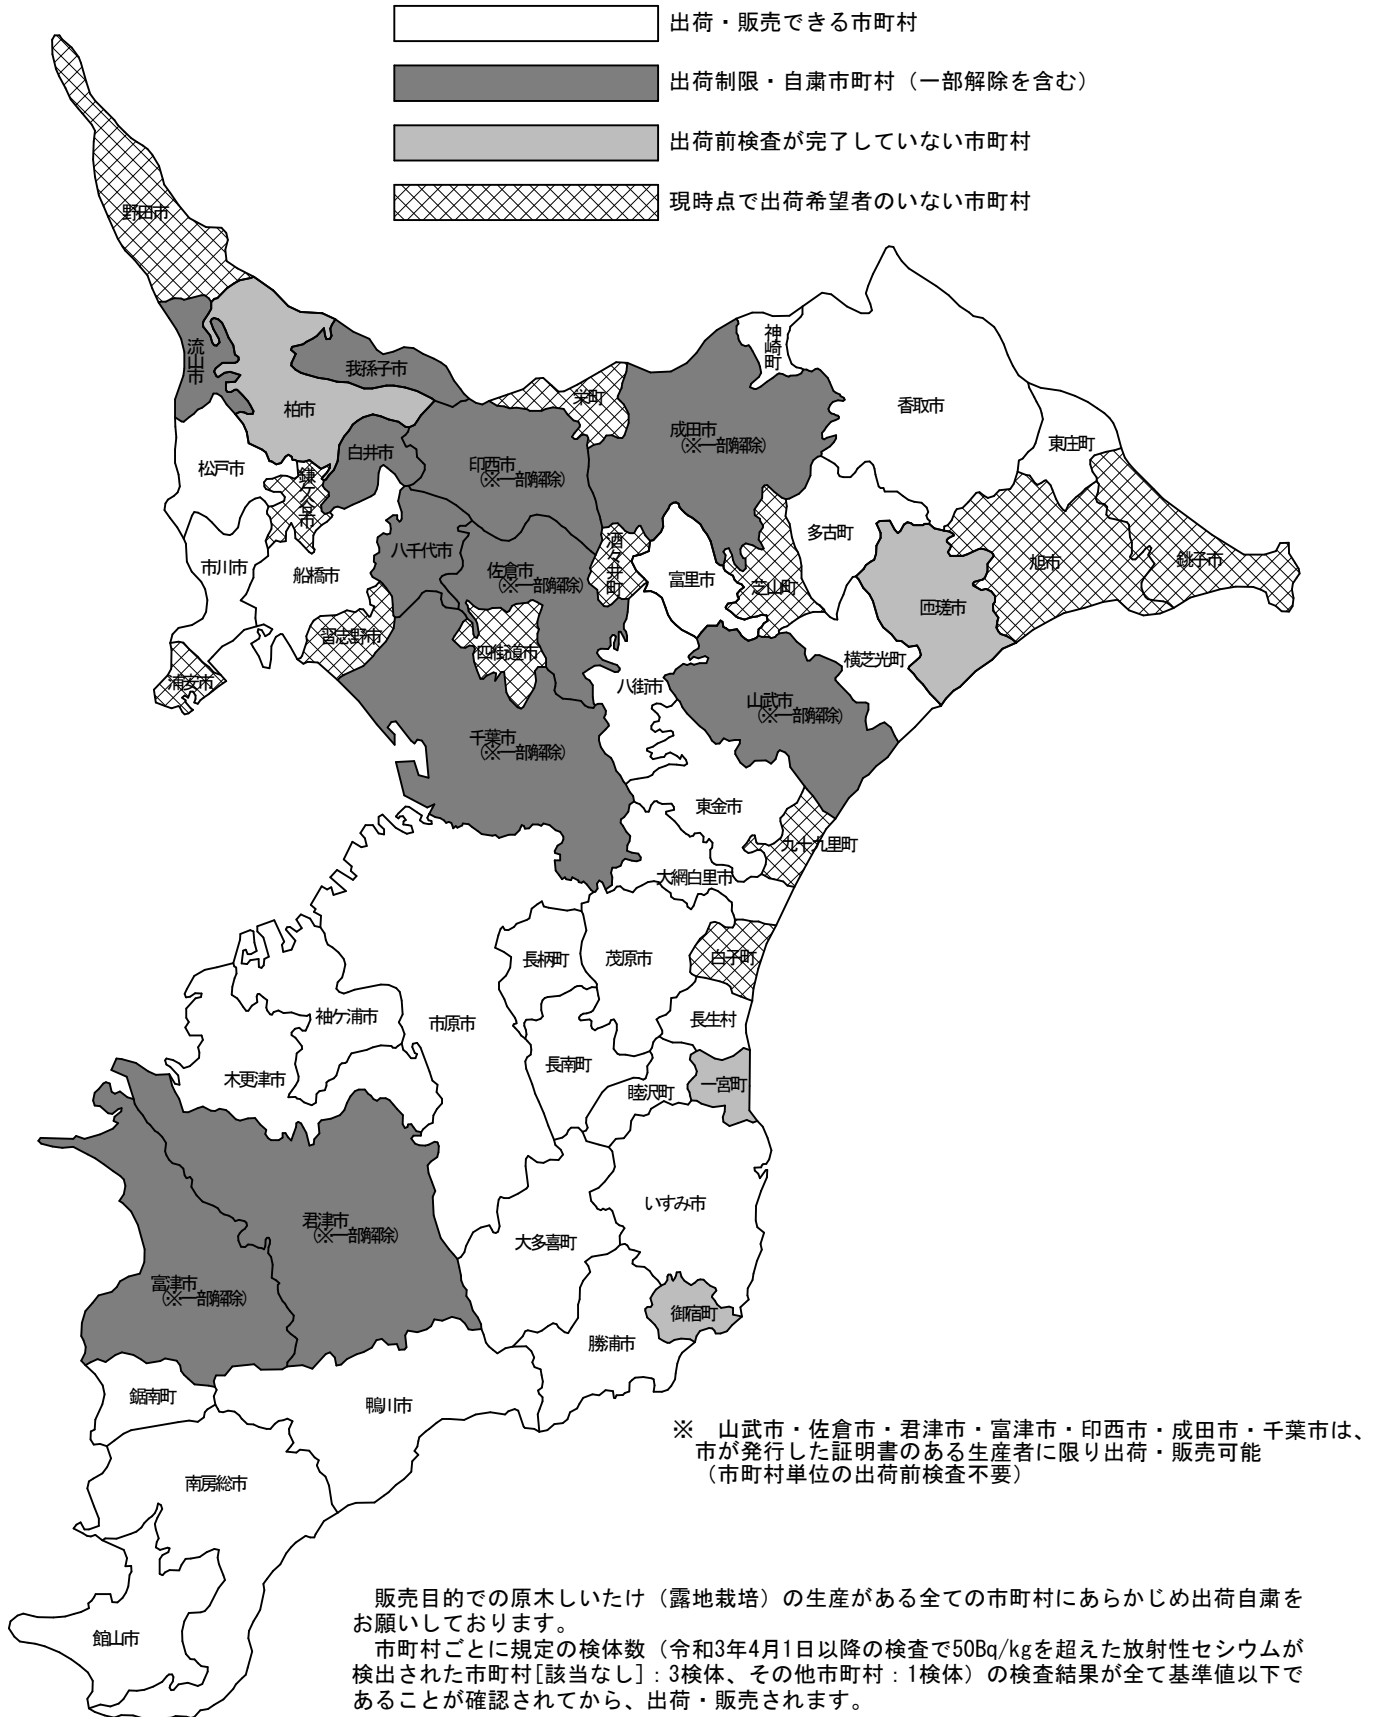 出荷・販売できる市町村
出荷制限・自粛市町村（一部解除を含む）
出荷前検査が完了していない市町村
現時点で出荷希望者のいない市町村
野田市
流山市
我孫子市
柏市
松戸市
鎌ケ谷市
白井市
印西市
（※一部解除）
栄町
成田市
（※一部解除）
神崎町
香取市
東庄町
市川市
船橋市
八千代市
佐倉市
（※一部解除）
酒々井町
富里市
芝山町
多古町
匝瑳市
旭市
銚子市
浦安市
習志野市
四街道市
八街市
山武市
（※一部解除）
横芝光町
千葉市
（※一部解除）
東金市
九十九里町
大網白里市
長柄町
茂原市
白子町
袖ケ浦市
市原市
長生村
木更津市
長南町
睦沢町
一宮町
君津市
（※一部解除）
いすみ市
大多喜町
富津市
（※一部解除）
御宿町
勝浦市
鋸南町
鴨川市
南房総市
館山市
※　山武市・佐倉市・君津市・富津市・印西市・成田市・千葉市は、
市が発行した証明書のある生産者に限り出荷・販売可能
（市町村単位の出荷前検査不要）
販売目的での原木しいたけ（露地栽培）の生産がある全ての市町村にあらかじめ出荷自粛を
お願いしております。
市町村ごとに規定の検体数（令和3年4月1日以降の検査で50Bq/kgを超えた放射性セシウムが
検出された市町村[該当なし]：3検体、その他市町村：1検体）の検査結果が全て基準値以下で
あることが確認されてから、出荷・販売されます。